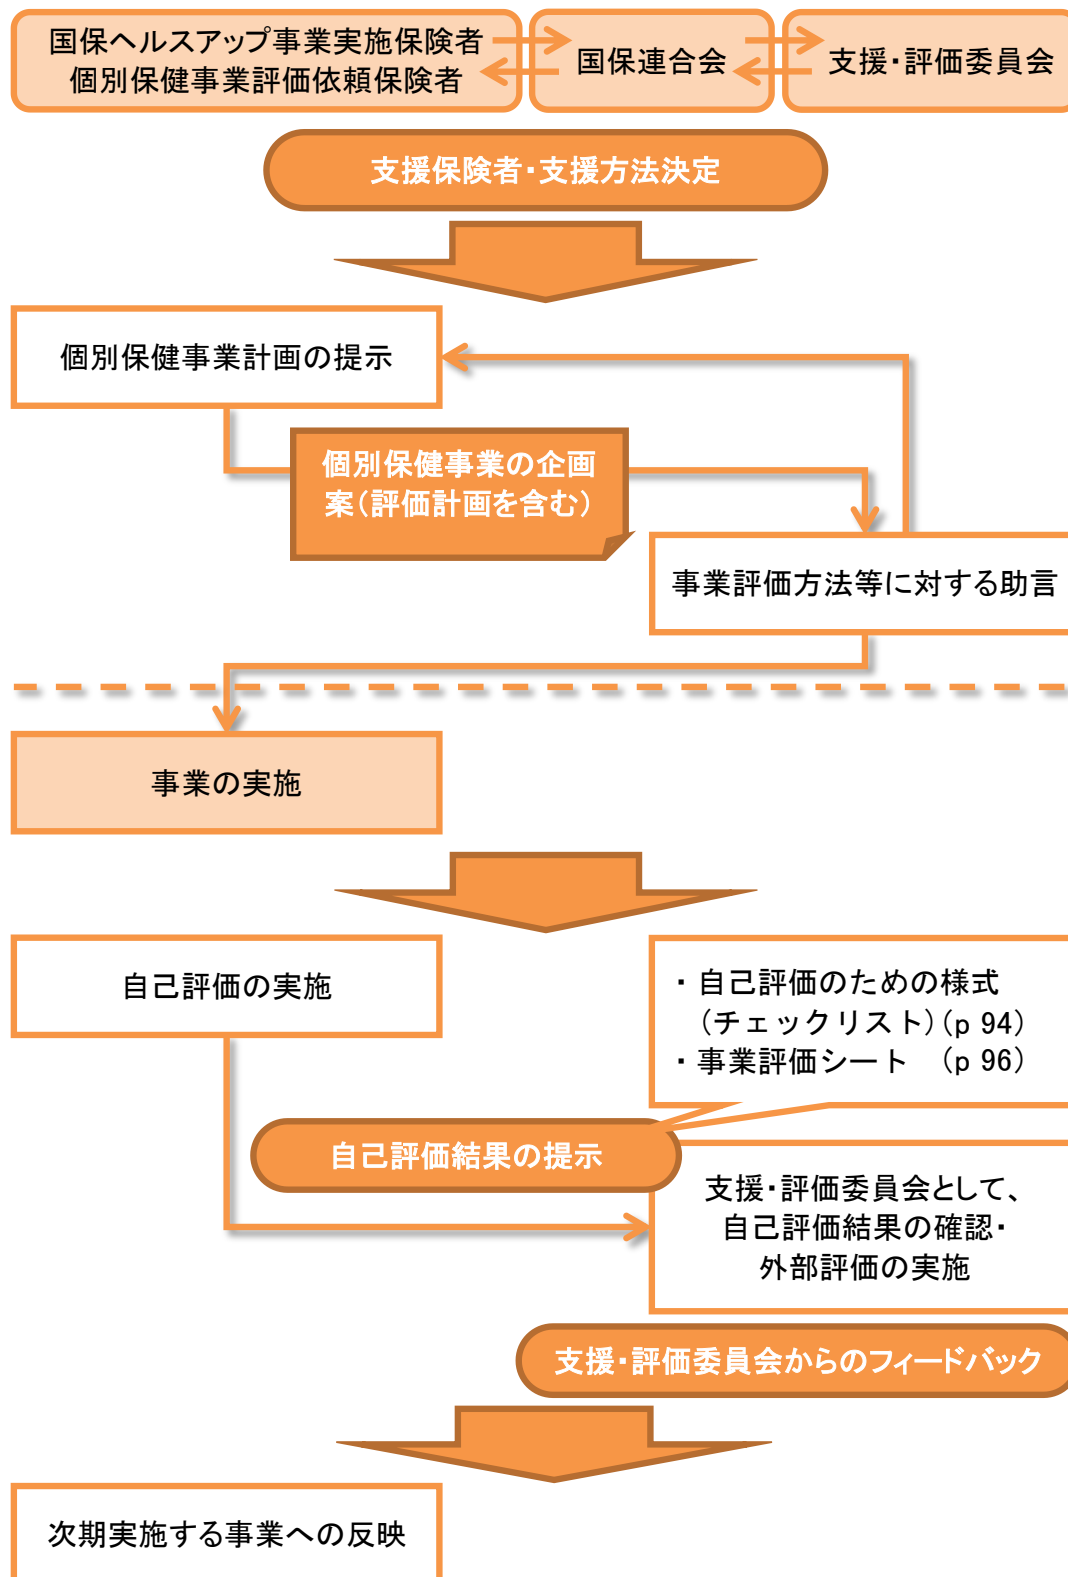 国保ヘルスアップ事業実施保険者
個別保健事業評価依頼保険者
国保連合会
支援・評価委員会
支援保険者・支援方法決定
個別保健事業計画の提示
個別保健事業の企画
案（評価計画を含む）
事業評価方法等に対する助言
事業の実施
自己評価の実施
・自己評価のための様式
（チェックリスト）（p 94）
・事業評価シート （p 96）
自己評価結果の提示
支援・評価委員会として、
自己評価結果の確認・
外部評価の実施
支援・評価委員会からのフィードバック
次期実施する事業への反映